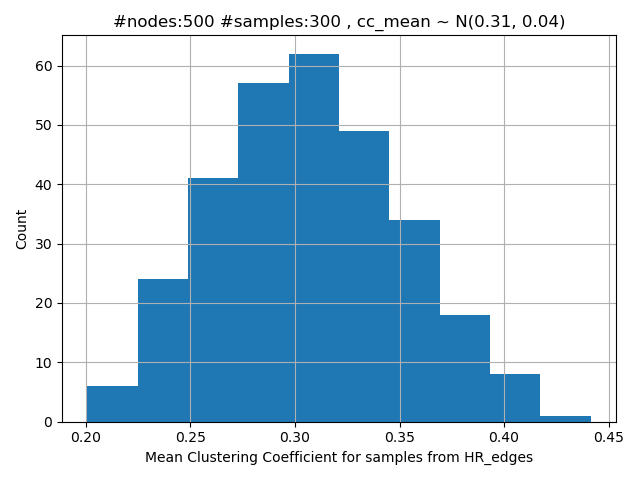 #nodes:500 #samples:300 , cc_mean ~ N(0.31, 0.04)
60
50
40
30
20
10
0
Count
0.20 0.25 0.30 0.35 0.40 0.45
Mean Clustering Coefficient for samples from HR_edges